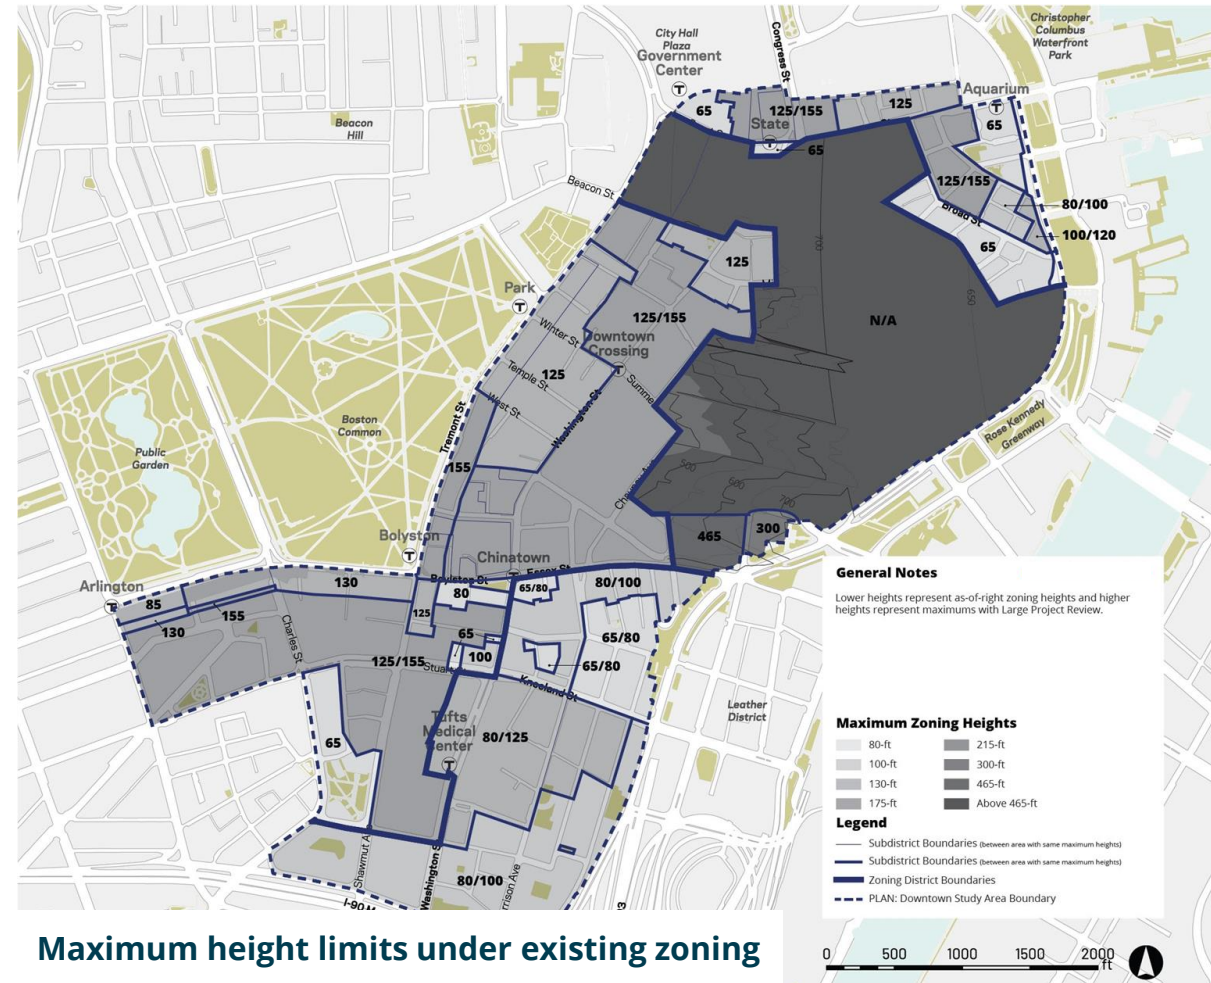 Christopher
Columbus
Waterfront
Park
City Hall
Plaza
Government
Center
T
Congress St
Aquarium
T
65
125/155
125
State
T
65
65
Beacon
Hill
Beacon St
125/155
80/100
Broad St
100/120
65
700
650
125
Park
T
125/155
N/A
Winter St
Downtown
Crossing
T
Temple St
125
Summe
West St
Washington St
Tremont St
Boston
Common
Public
Garden
Rose Kennedy
Greenway
155
500
600
700
Bolyston
T
465
300
Chinatown
Essex St
Boylston St
Arlington
T
130
80
65/80
80/100
85
155
130
125
65
100
65/80
65/80
Charles St
125/155
Stuart
Kneeland St
Leather
District
65
Tufts
Medical
Center
T
80/125
Shawmut A
Washington S
80/100
rrison Ave
I-90 M
General Notes
Lower heights represent as-of-right zoning heights and higher
heights represent maximums with Large Project Review.
Maximum Zoning Heights
80-ft
100-ft
130-ft
175-ft
215-ft
300-ft
465-ft
Above 465-ft
Legend
Subdistrict Boundaries (between area with same maximum heights)
Subdistrict Boundaries (between area with same maximum heights)
Zoning District Boundaries
PLAN: Downtown Study Area Boundary
Maximum height limits under existing zoning
0 500 1000 1500 2000
ft